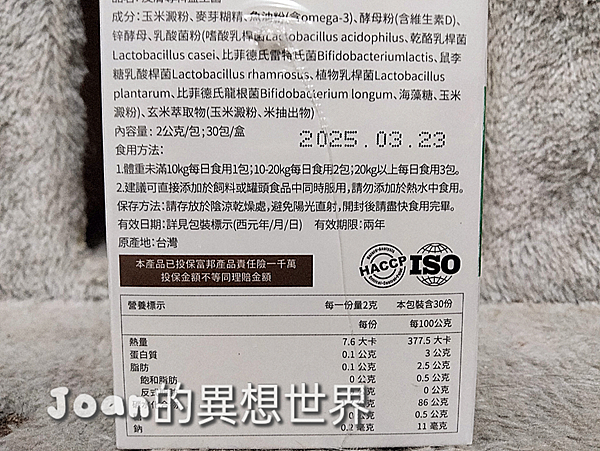 成分:玉米澱粉、麥芽糊精、魚油粉(含omega-3)、酵母粉(含維生素D)、
锌酵母、乳酸菌粉(嗜酸乳桿菌Lactobacillus acidophilus、乾酪乳桿菌
Lactobacillus casei、比菲德氏雷特氏菌Bifidobacteriumlactis、鼠李
糖乳酸桿菌Lactobacillus rhamnosus、植物乳桿菌Lactobacillus
plantarum、比菲德氏龍根菌Bifidobacterium longum、海藻糖、玉米
澱粉)、玄米萃取物(玉米澱粉、米抽出物)
內容量: 2公克/包;30包/盒
2025.03.23
食用方法:
1.體重未滿10kg每日食用1包;10-20kg每日食用2包;20kg以上每日食用3包。
2.建議可直接添加於飼料或罐頭食品中同時服用,請勿添加於熱水中食用。
保存方法:請存放於陰涼乾燥處,避免陽光直射,開封後請盡快食用完畢。
有效日期:詳見包裝標示(西元年/月/日) 有效期限:兩年
原產地:台灣
本產品已投保富邦產品責任險一千萬
投保金額不等同理賠金額
HACCP ISO
營養標示 每一份量2克 本包裝含30份
每份 每100公克
熱量 7.6 大卡 377.5 大卡
蛋白質 0.1 公克 3 公克
脂肪 0.1 公克 2.5 公克
飽和脂肪 0 公克 0.5 公克
0 公克
86 公克
0.5 公克
鈉 0.2 毫克 11 毫克
Joan的異想世界